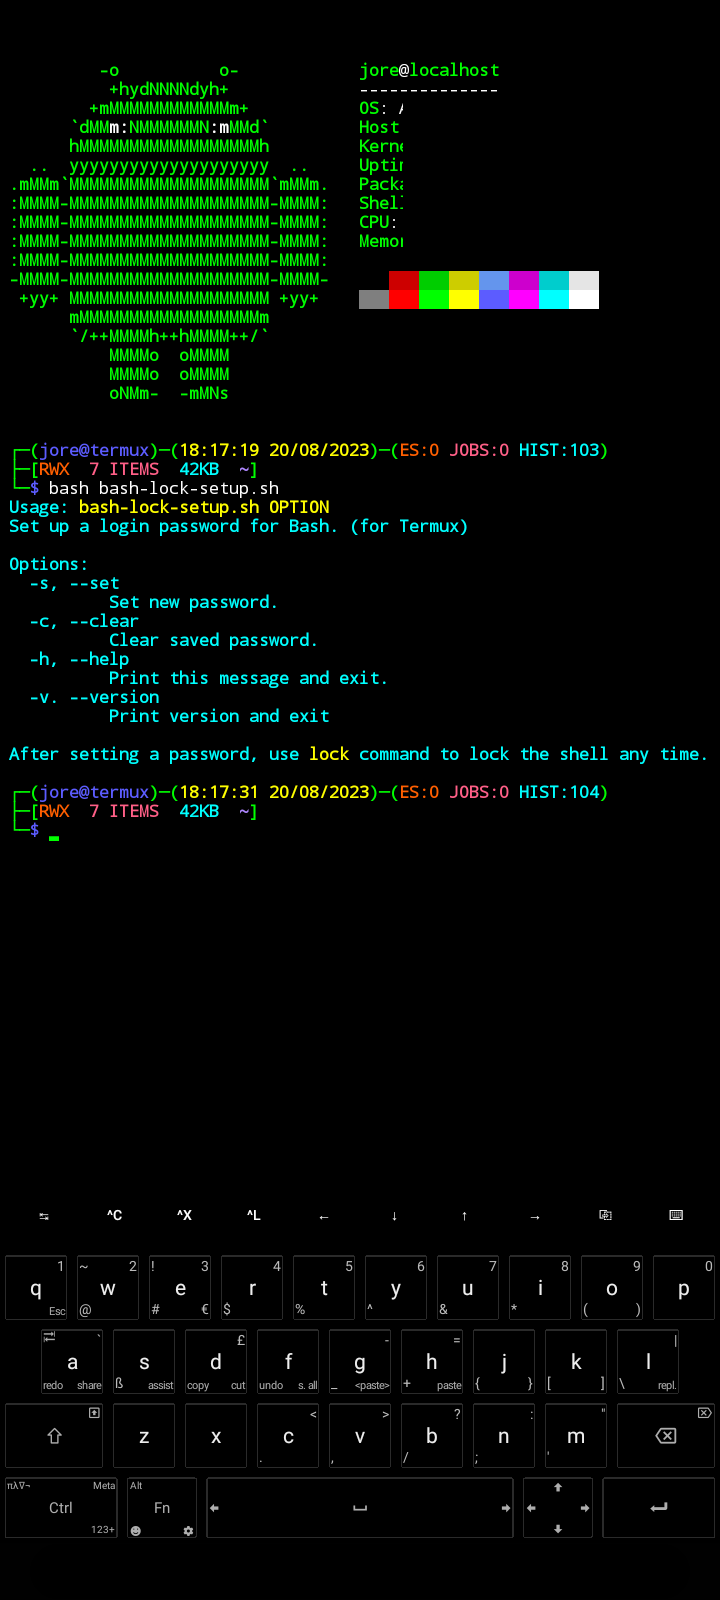 -o          o-
          +hydNNNNdyh+
        +mMMMMMMMMMMMMm+
      `dMMm:NMMMMMMN:mMMd`
      hMMMMMMMMMMMMMMMMMMh
  ..  yyyyyyyyyyyyyyyyyyyy  ..
.mMMm`MMMMMMMMMMMMMMMMMMMM`mMMm.
:MMMM-MMMMMMMMMMMMMMMMMMMM-MMMM:
:MMMM-MMMMMMMMMMMMMMMMMMMM-MMMM:
:MMMM-MMMMMMMMMMMMMMMMMMMM-MMMM:
:MMMM-MMMMMMMMMMMMMMMMMMMM-MMMM:
-MMMM-MMMMMMMMMMMMMMMMMMMM-MMMM-
 +yy+ MMMMMMMMMMMMMMMMMMMM +yy+
      mMMMMMMMMMMMMMMMMMMm
      `/++MMMMh++hMMMM++/`
          MMMMo  oMMMM
          MMMMo  oMMMM
          oNMm-  -mMNs
jore@localhost
--------------
OS:
Host
Kern
Upti
Pack
Shel
CPU:
Memo
┌─(jore@termux)─(18:17:19 20/08/2023)─(ES:0 JOBS:0 HIST:103)
├─[RWX  7 ITEMS  42KB  ~]
└─$ bash bash-lock-setup.sh
Usage: bash-lock-setup.sh OPTION
Set up a login password for Bash. (for Termux)
Options:
  -s, --set
          Set new password.
  -c, --clear
          Clear saved password.
  -h, --help
          Print this message and exit.
  -v. --version
          Print version and exit
After setting a password, use lock command to lock the shell any time.
┌─(jore@termux)─(18:17:31 20/08/2023)─(ES:0 JOBS:0 HIST:104)
├─[RWX  7 ITEMS  42KB  ~]
└─$
^C ^X ^L ← ↓ ↑ →
1 ~ 2 ! 3 4 5 6 7 8 9 0
q w e r t y u i o p
Esc @ # € $ % ^ & * ( )
` £ - = |
a s d f g h j k l
redo share ß assist copy cut undo s. all _ <paste> + paste { } [ ] \ repl.
< > ? : "
z x c v b n m
. , / ; '
πλ∇¬ Meta Alt
Ctrl Fn
123+